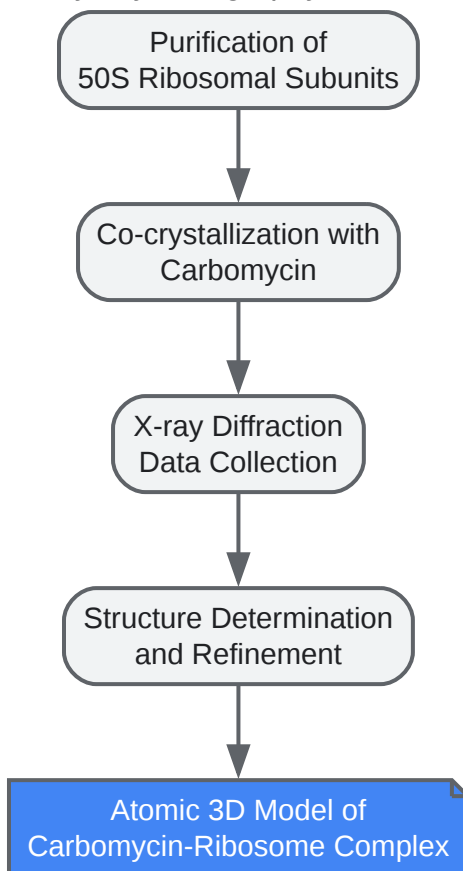 Purification of
50S Ribosomal Subunits
Co-crystallization with
Carbomycin
X-ray Diffraction
Data Collection
Structure Determination
and Refinement
Atomic 3D Model of
Carbomycin-Ribosome Complex